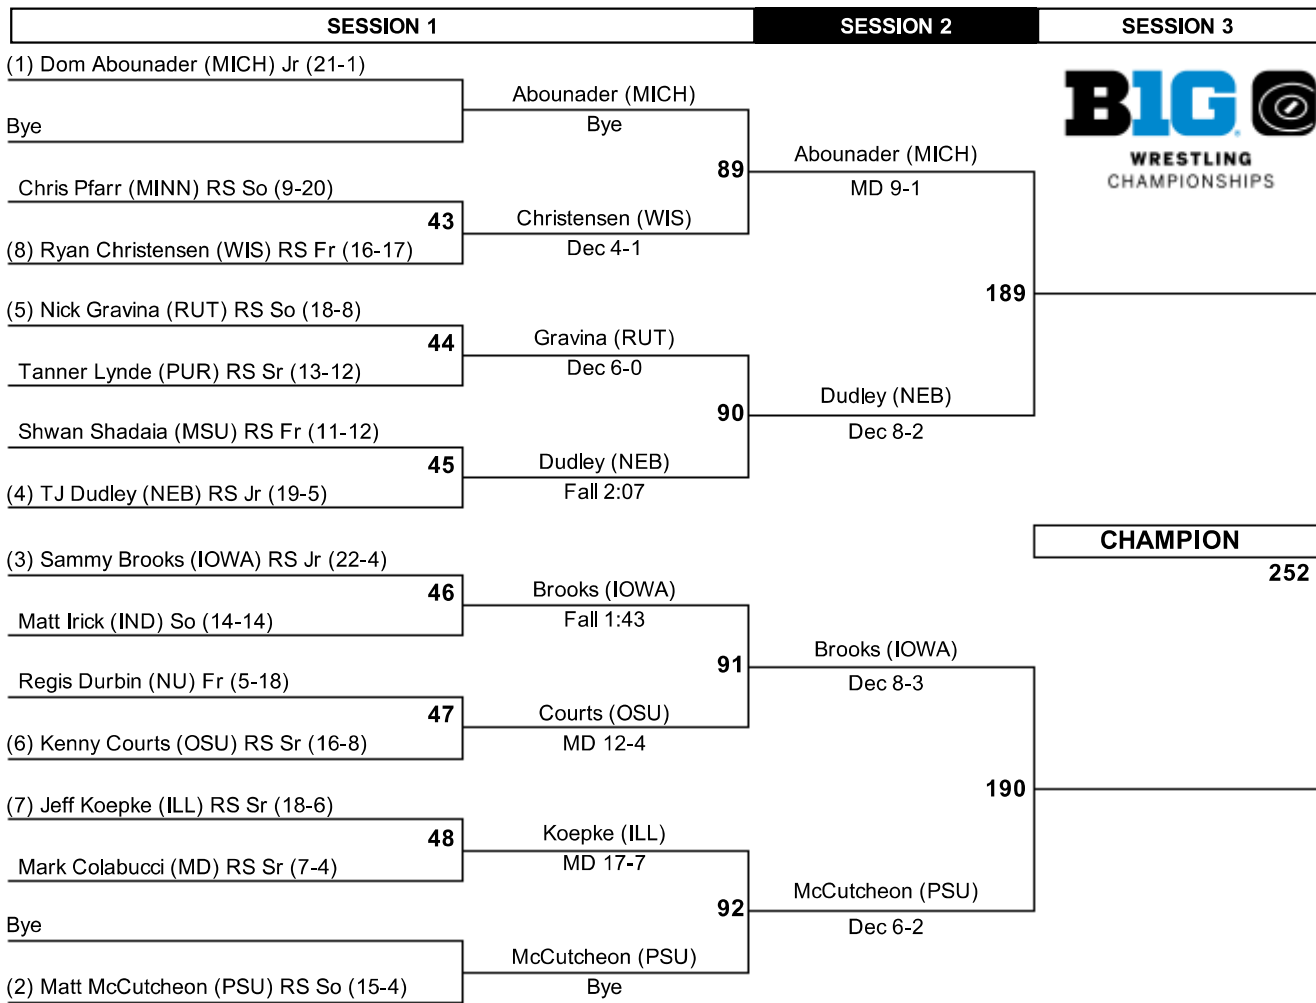 SESSION 1
SESSION 2
SESSION 3
(1) Dom Abounader (MICH) Jr (21-1)
Abounader (MICH)
Bye
Bye
89
Abounader (MICH)
MD 9-1
Chris Pfarr (MINN) RS So (9-20)
43
Christensen (WIS)
Dec 4-1
(8) Ryan Christensen (WIS) RS Fr (16-17)
189
(5) Nick Gravina (RUT) RS So (18-8)
44
Gravina (RUT)
Dec 6-0
Tanner Lynde (PUR) RS Sr (13-12)
90
Dudley (NEB)
Dec 8-2
Shwan Shadaia (MSU) RS Fr (11-12)
45
Dudley (NEB)
Fall 2:07
(4) TJ Dudley (NEB) RS Jr (19-5)
B1G
WRESTLING
CHAMPIONSHIPS
CHAMPION
252
(3) Sammy Brooks (IOWA) RS Jr (22-4)
46
Brooks (IOWA)
Fall 1:43
Matt Irick (IND) So (14-14)
91
Brooks (IOWA)
Dec 8-3
Regis Durbin (NU) Fr (5-18)
47
Courts (OSU)
MD 12-4
(6) Kenny Courts (OSU) RS Sr (16-8)
190
(7) Jeff Koepke (ILL) RS Sr (18-6)
48
Koepke (ILL)
MD 17-7
Mark Colabucci (MD) RS Sr (7-4)
92
McCutcheon (PSU)
Dec 6-2
Bye
McCutcheon (PSU)
Bye
(2) Matt McCutcheon (PSU) RS So (15-4)